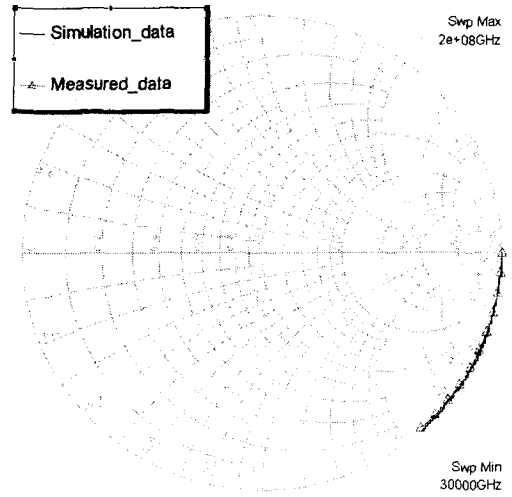 Simulation_data
Measured_data
Swp Max
2e+08GHz
Swp Min
30000GHz